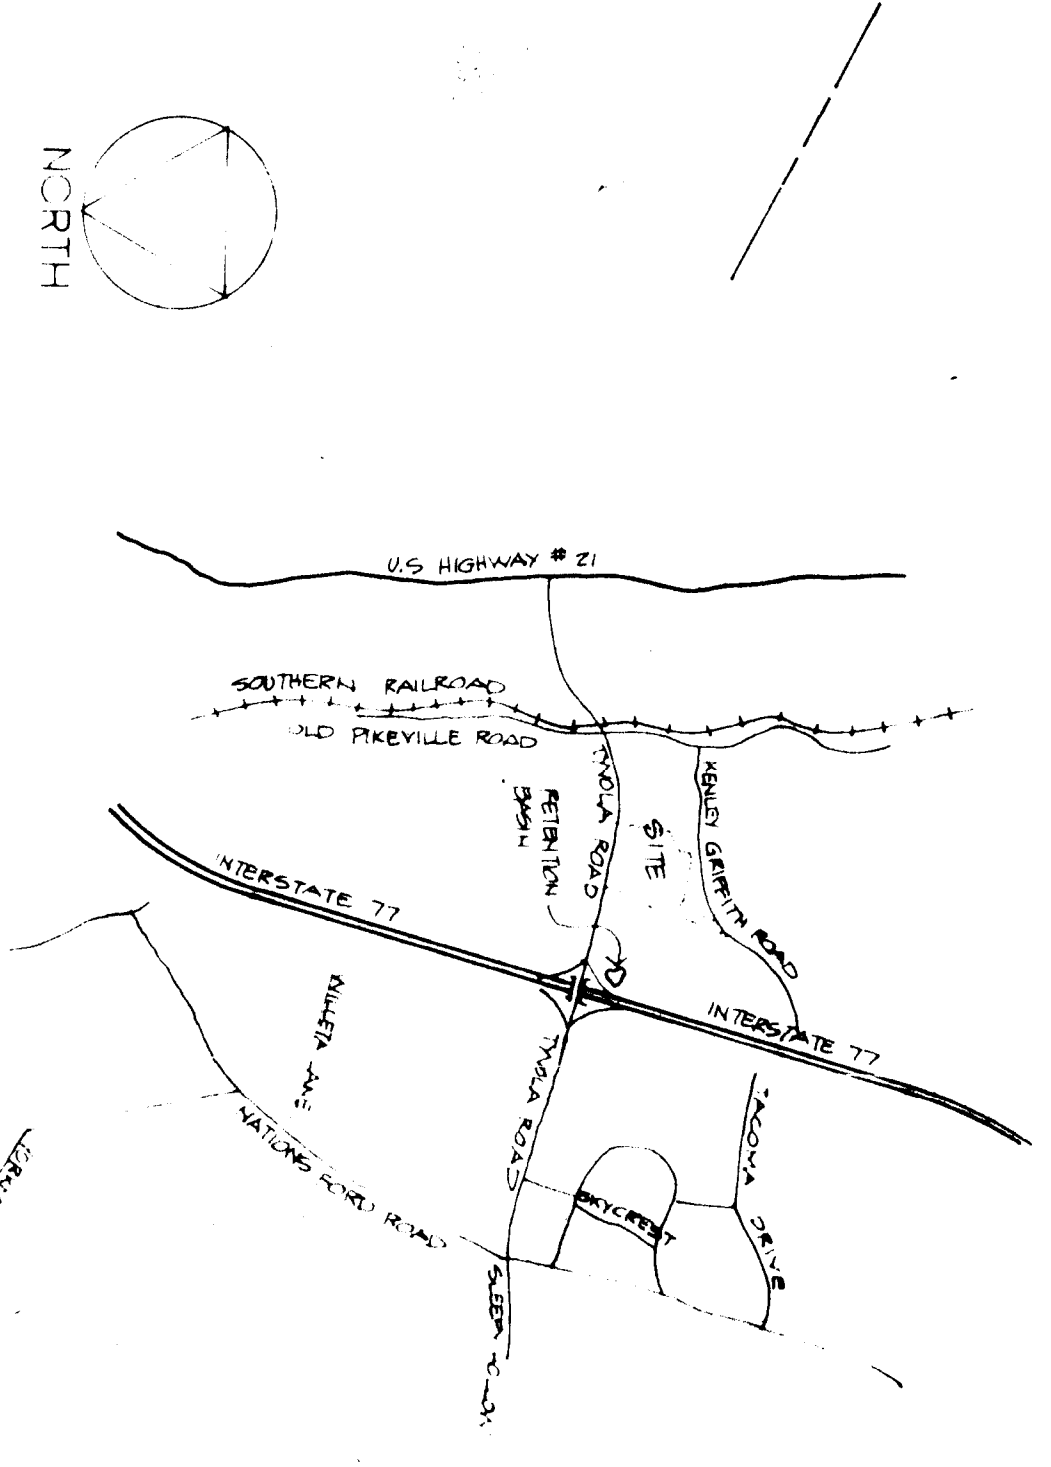 NORTH
U.S HIGHWAY # 21
SOUTHERN RAILROAD
OLD PIKEVILLE ROAD
TYVOLA ROAD
KENLEY GRIFFITH ROAD
RETENTION
BASIN
SITE
INTERSTATE 77
INTERSTATE 77
TYVOLA ROAD
TACOMA DRIVE
NATIONS FORD ROAD
SKYCREST